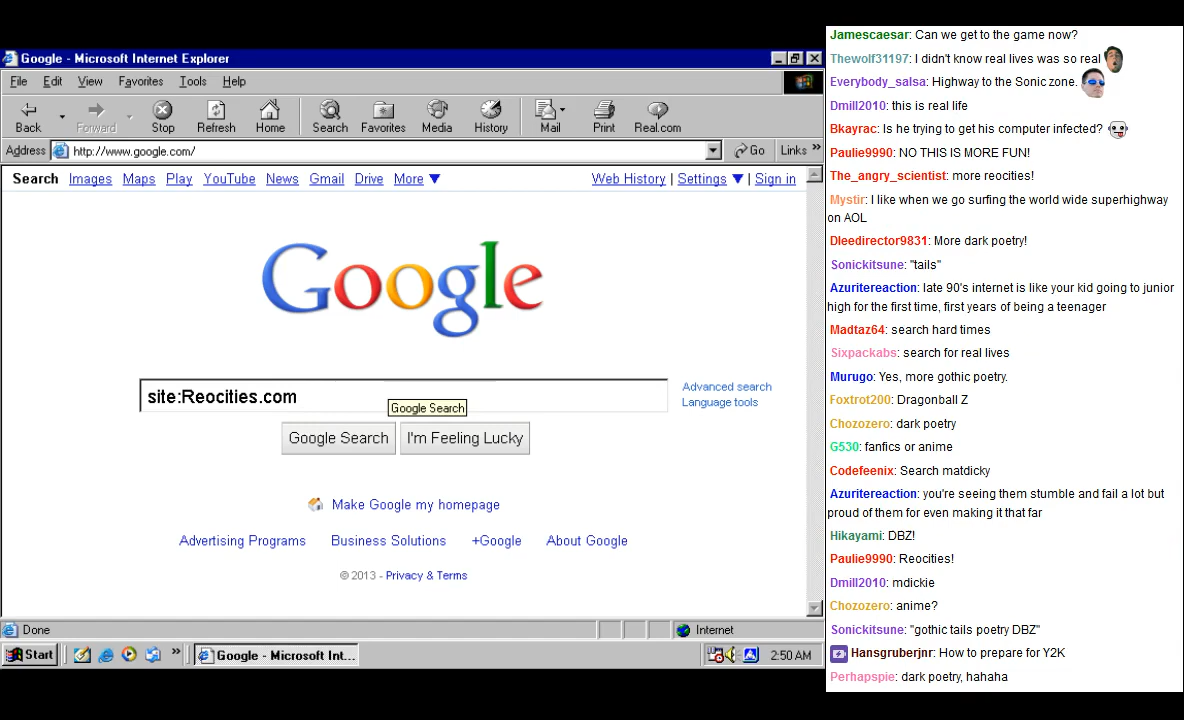 Google - Microsoft Internet Explorer
File Edit View Favorites Tools Help
Back Forward Stop Refresh Home Search Favorites Media History Mail Print Real.com
Address http://www.google.com/ Go Links »
Search Images Maps Play YouTube News Gmail Drive More ▼ Web History | Settings ▼ | Sign in
Google
site:Reocities.com
Google Search
Advanced search
Language tools
Google Search I'm Feeling Lucky
Make Google my homepage
Advertising Programs Business Solutions +Google About Google
© 2013 - Privacy & Terms
Done Internet
Start » Google - Microsoft Int... 2:50 AM
Jamescaesar: Can we get to the game now?
Thewolf31197: I didn't know real lives was so real
Everybody_salsa: Highway to the Sonic zone.
Dmill2010: this is real life
Bkayrac: Is he trying to get his computer infected?
Paulie9990: NO THIS IS MORE FUN!
The_angry_scientist: more reocities!
Mystir: I like when we go surfing the world wide superhighway
on AOL
Dleedirector9831: More dark poetry!
Sonickitsune: "tails"
Azuritereaction: late 90's internet is like your kid going to junior
high for the first time, first years of being a teenager
Madtaz64: search hard times
Sixpackabs: search for real lives
Murugo: Yes, more gothic poetry.
Foxtrot200: Dragonball Z
Chozozero: dark poetry
G530: fanfics or anime
Codefeenix: Search matdicky
Azuritereaction: you're seeing them stumble and fail a lot but
proud of them for even making it that far
Hikayami: DBZ!
Paulie9990: Reocities!
Dmill2010: mdickie
Chozozero: anime?
Sonickitsune: "gothic tails poetry DBZ"
Hansgruberjnr: How to prepare for Y2K
Perhapspie: dark poetry, hahaha